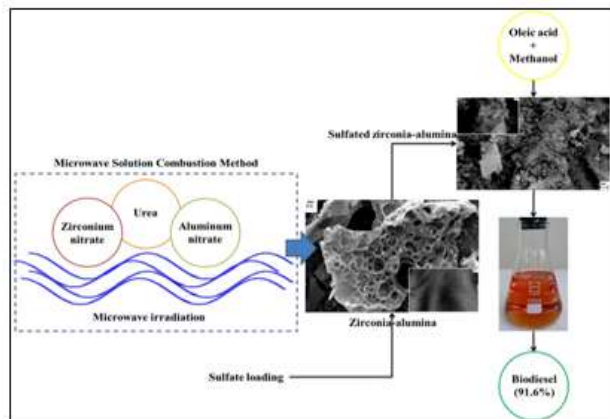 Oleic acid
+
Methanol
Sulfated zirconia-alumina
Microwave Solution Combustion Method
Urea
Zirconium
nitrate
Aluminum
nitrate
Microwave irradiation
Zirconia-alumina
Sulfate loading
Biodiesel
(91.6%)